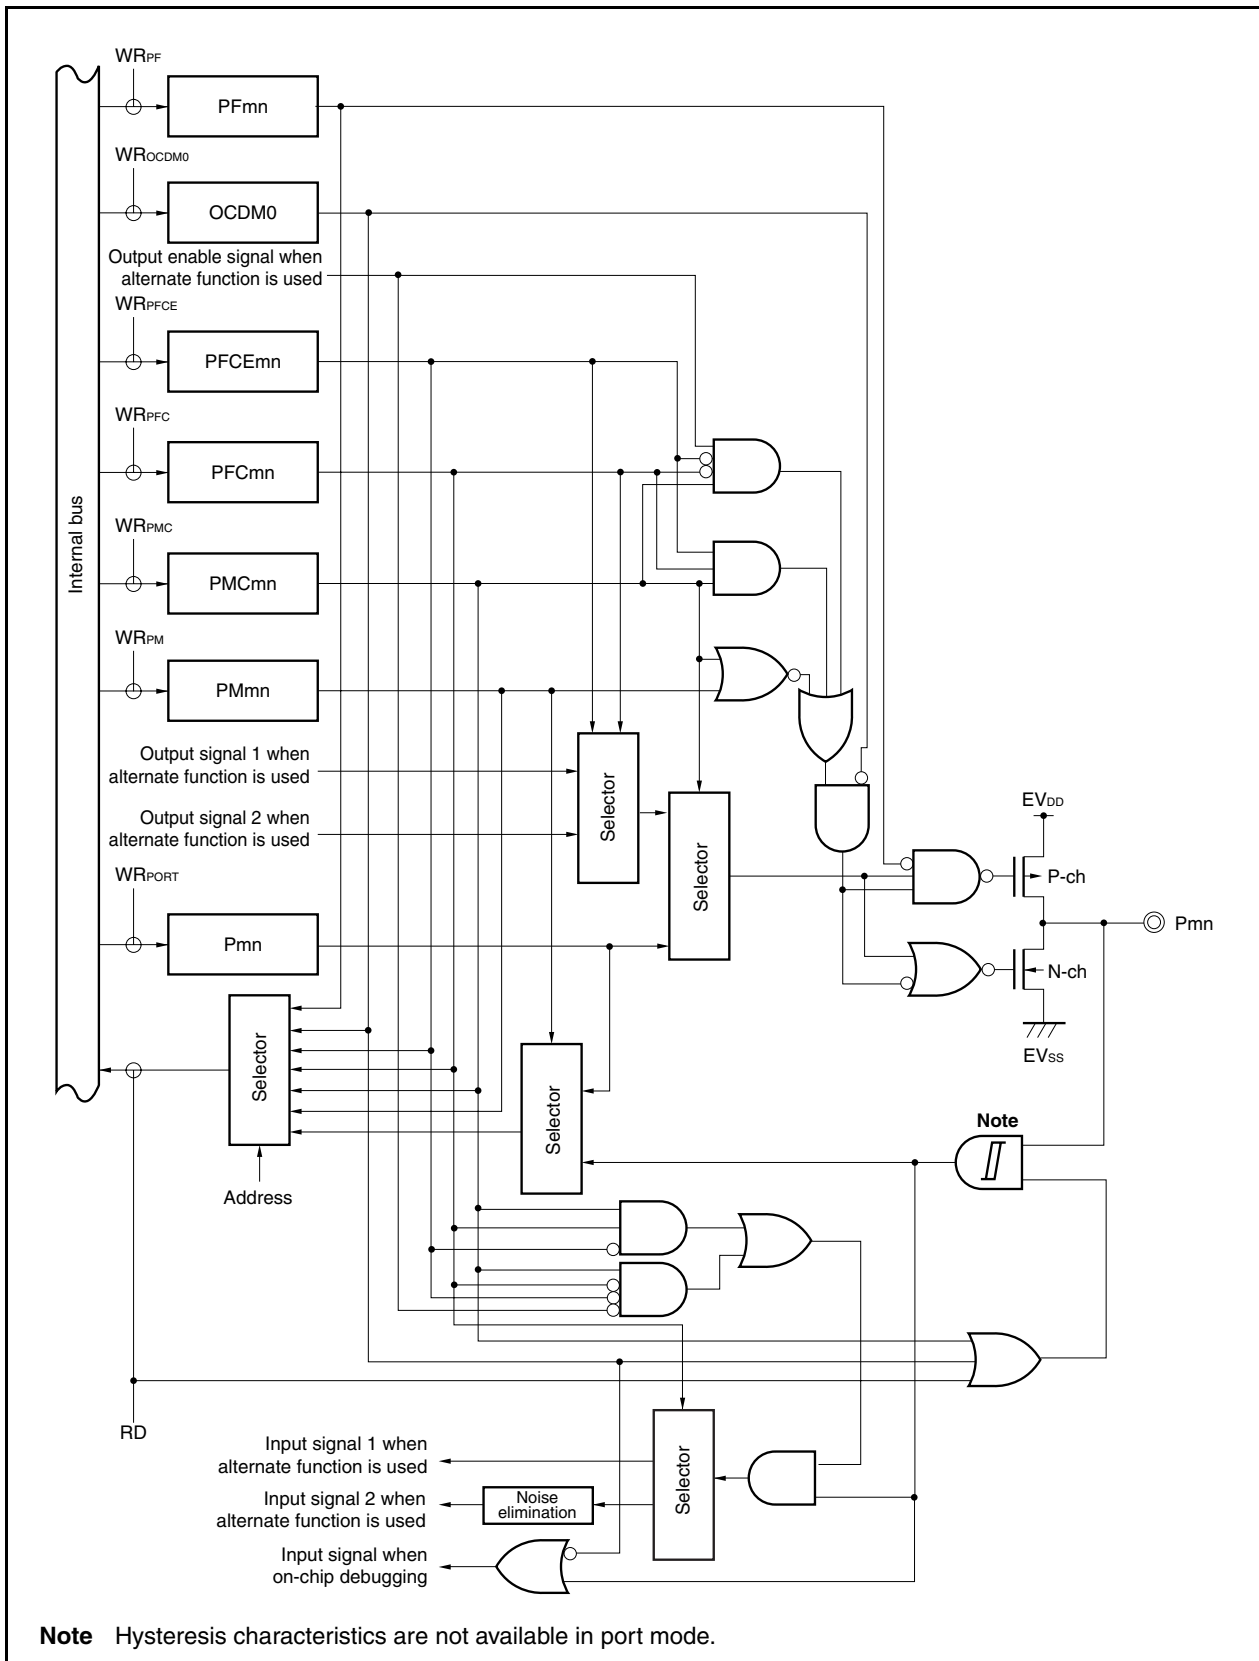 WRPF
PFmn
WROCDM0
OCDM0
Output enable signal when
alternate function is used
WRPFCE
PFCEmn
WRPFC
PFCmn
Internal bus
WRPMC
PMCmn
WRPM
PMmn
Output signal 1 when
alternate function is used
Output signal 2 when
alternate function is used
Selector
Selector
EVDD
P-ch
WRPORT
Pmn
Pmn
N-ch
EVSS
Selector
Selector
Note
Address
RD
Input signal 1 when
alternate function is used
Input signal 2 when
alternate function is used
Noise
elimination
Selector
Input signal when
on-chip debugging
Note Hysteresis characteristics are not available in port mode.